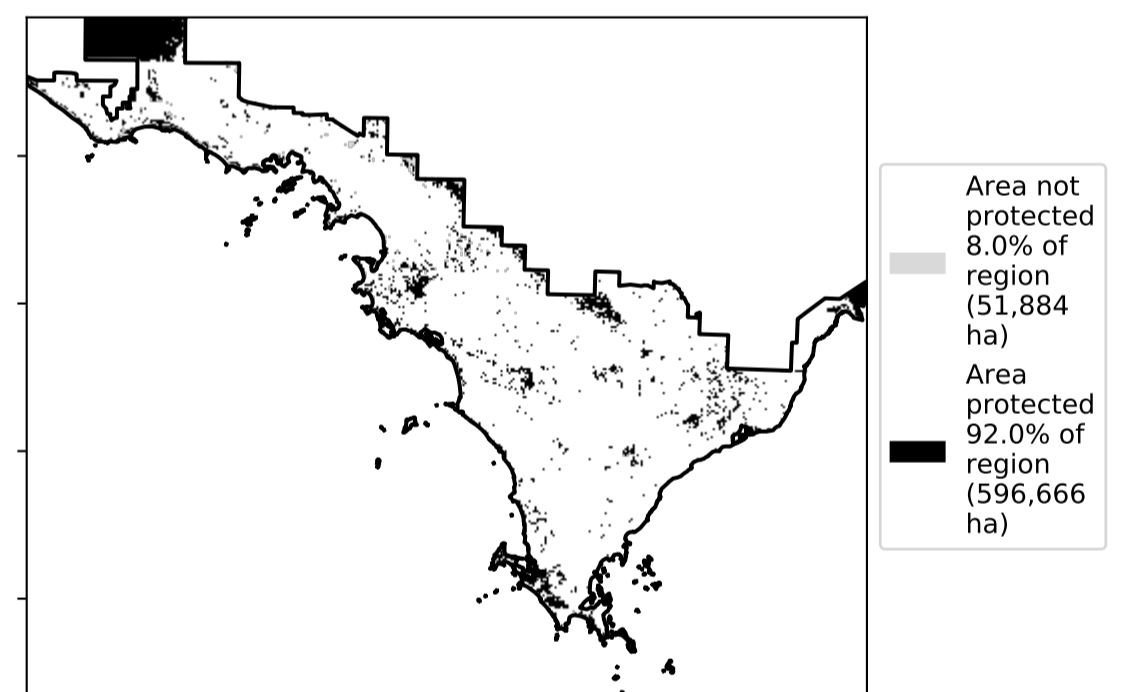 Area not
protected
8.0% of
region
(51,884
ha)
Area
protected
92.0% of
region
(596,666
ha)